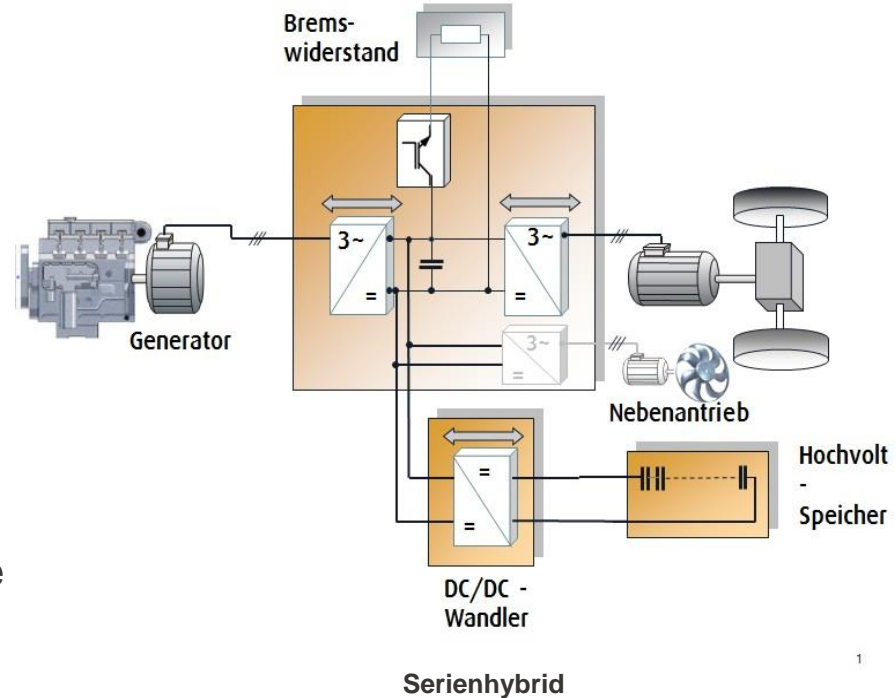 Brems-
widerstand
3~
=
3~
=
Generator
3~
=
Nebenantrieb
=
=
Hochvolt
-
Speicher
e
DC/DC -
Wandler
1
Serienhybrid